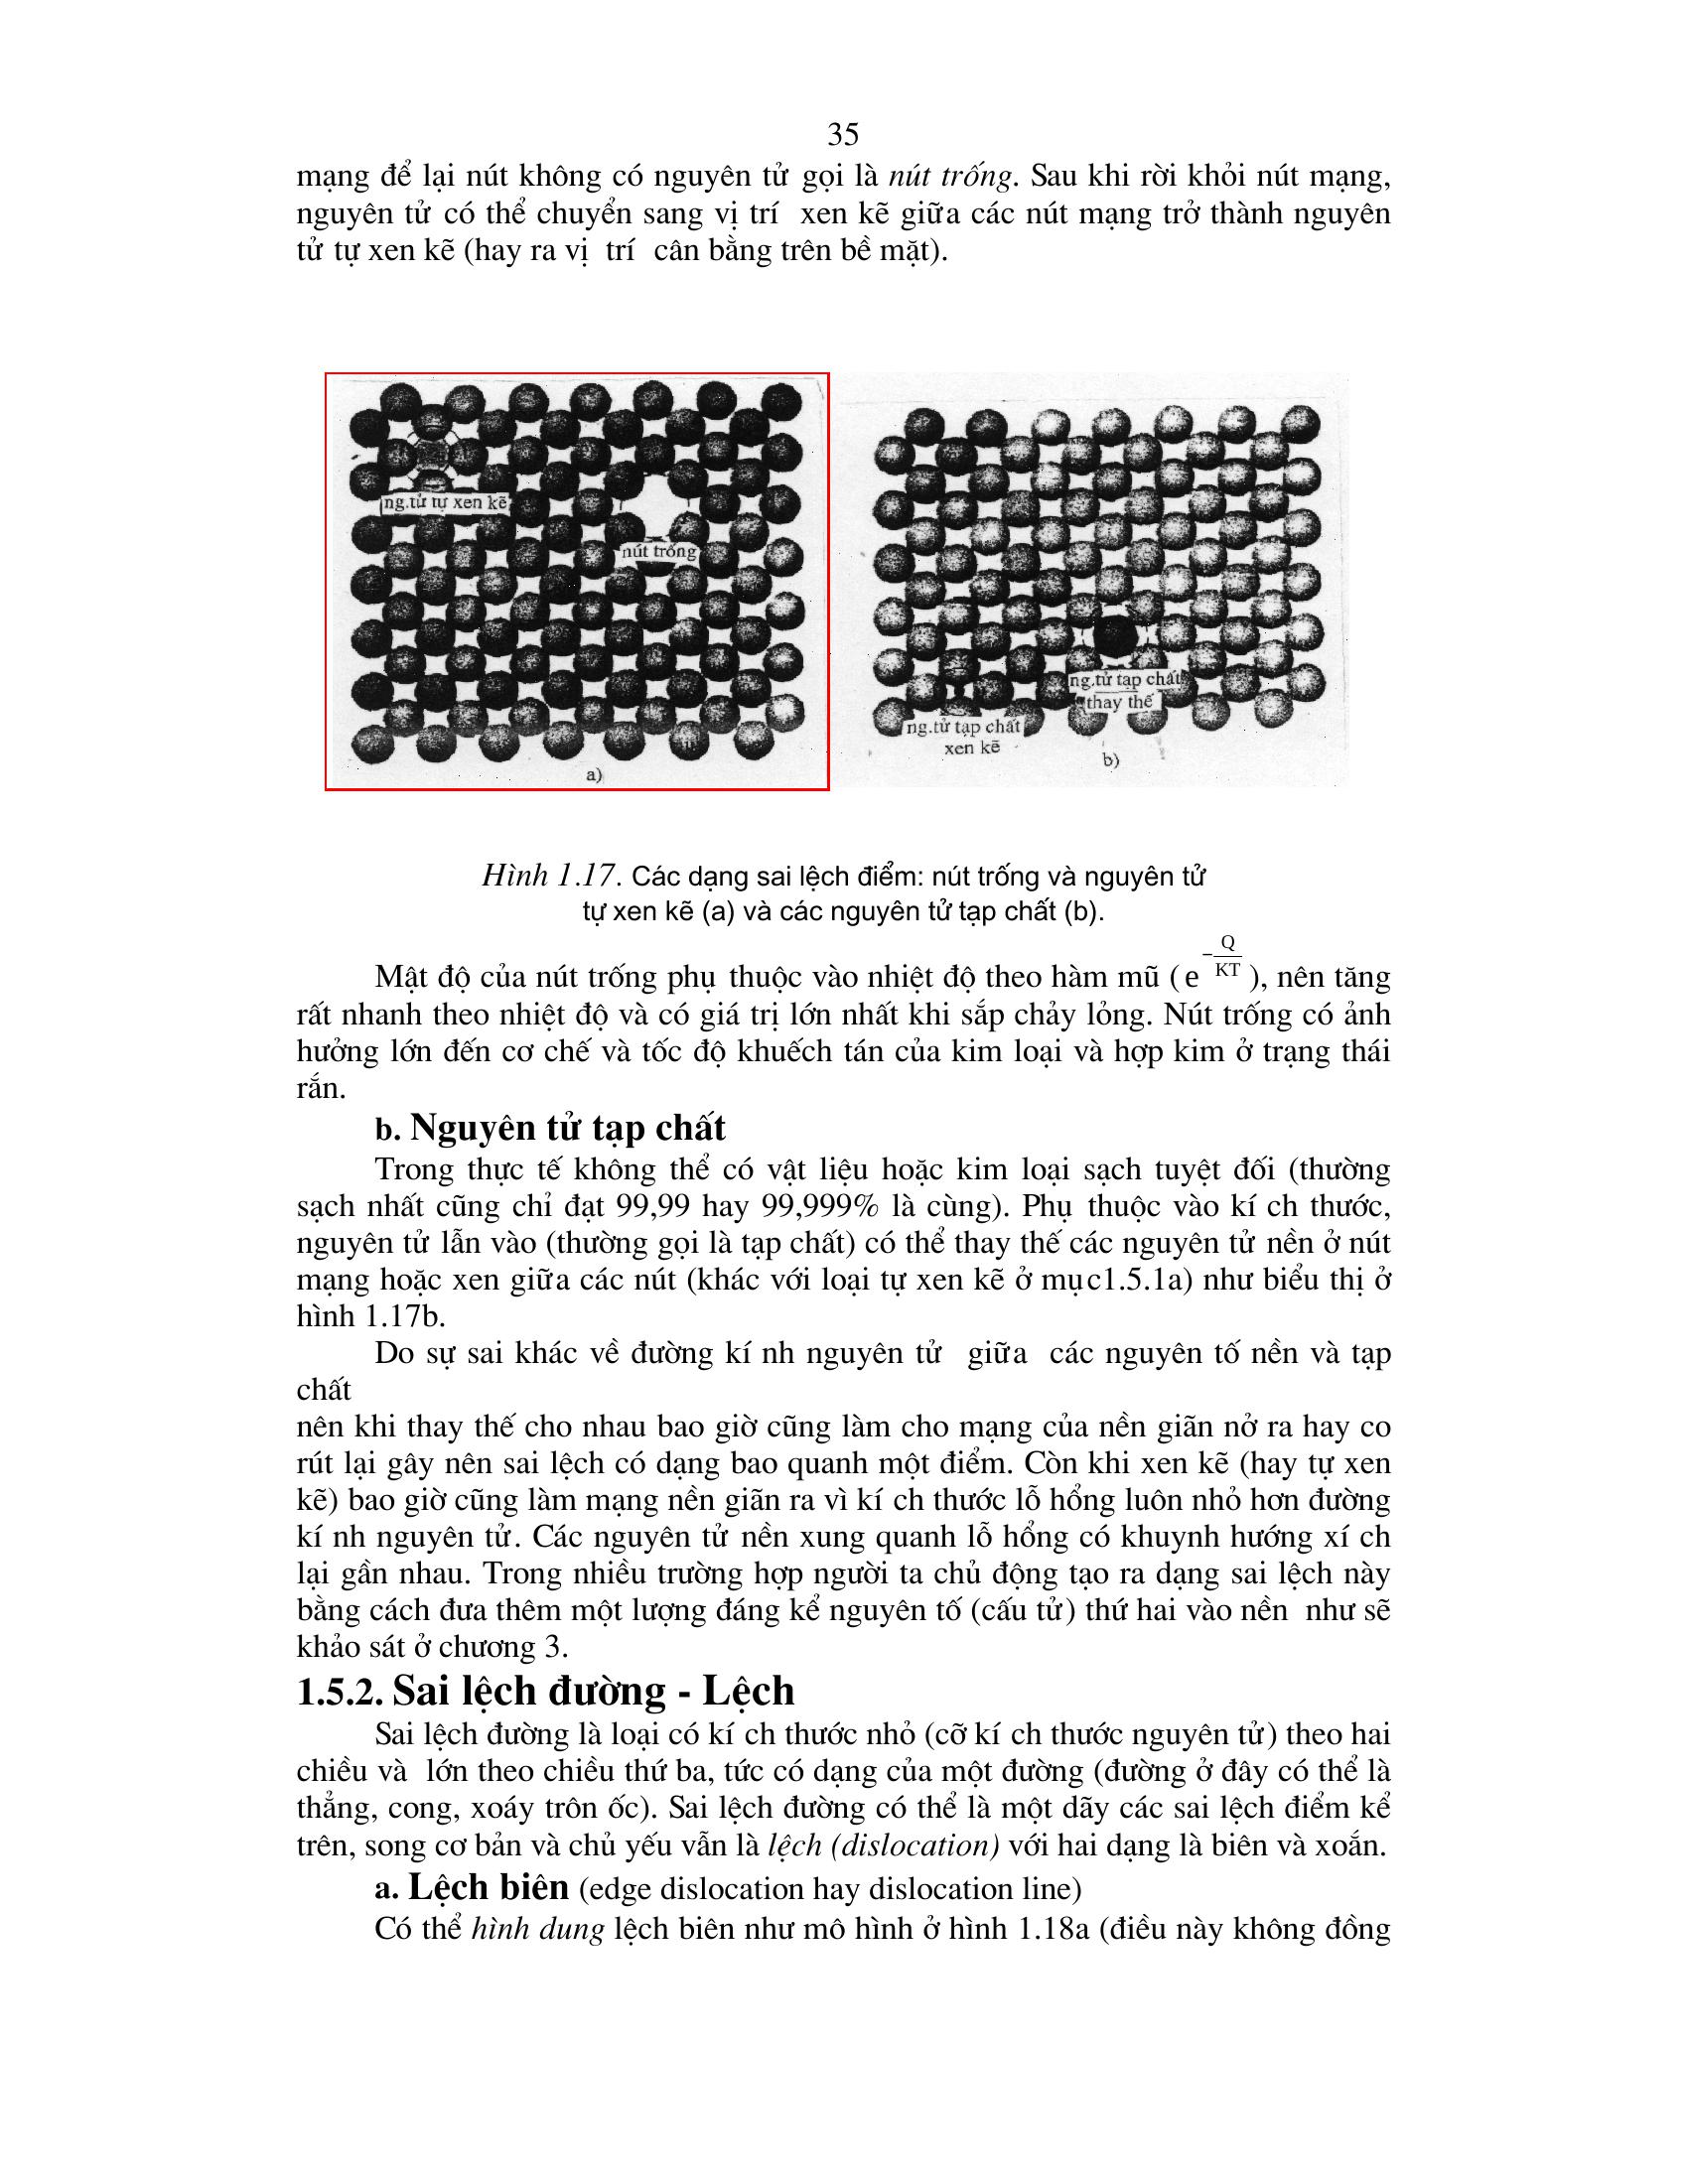 35
mạng để lại nút không có nguyên tử gọi là nút trống. Sau khi rời khỏi nút mạng,
nguyên tử có thể chuyển sang vị trí xen kẽ giữa các nút mạng trở thành nguyên
tử tự xen kẽ (hay ra vị trí cân bằng trên bề mặt).
ng.tử tự xen kẽ
nút trống
a)
ng.tử tạp chất
thay thế
ng.tử tạp chất
xen kẽ
b)
Hình 1.17. Các dạng sai lệch điểm: nút trống và nguyên tử
tự xen kẽ (a) và các nguyên tử tạp chất (b).
Mật độ của nút trống phụ thuộc vào nhiệt độ theo hàm mũ (e^{-Q/KT}), nên tăng
rất nhanh theo nhiệt độ và có giá trị lớn nhất khi sắp chảy lỏng. Nút trống có ảnh
hưởng lớn đến cơ chế và tốc độ khuếch tán của kim loại và hợp kim ở trạng thái
rắn.
b. Nguyên tử tạp chất
Trong thực tế không thể có vật liệu hoặc kim loại sạch tuyệt đối (thường
sạch nhất cũng chỉ đạt 99,99 hay 99,999% là cùng). Phụ thuộc vào kí ch thước,
nguyên tử lẫn vào (thường gọi là tạp chất) có thể thay thế các nguyên tử nền ở nút
mạng hoặc xen giữa các nút (khác với loại tự xen kẽ ở mục1.5.1a) như biểu thị ở
hình 1.17b.
Do sự sai khác về đường kí nh nguyên tử giữa các nguyên tố nền và tạp
chất
nên khi thay thế cho nhau bao giờ cũng làm cho mạng của nền giãn nở ra hay co
rút lại gây nên sai lệch có dạng bao quanh một điểm. Còn khi xen kẽ (hay tự xen
kẽ) bao giờ cũng làm mạng nền giãn ra vì kí ch thước lỗ hổng luôn nhỏ hơn đường
kí nh nguyên tử. Các nguyên tử nền xung quanh lỗ hổng có khuynh hướng xí ch
lại gần nhau. Trong nhiều trường hợp người ta chủ động tạo ra dạng sai lệch này
bằng cách đưa thêm một lượng đáng kể nguyên tố (cấu tử) thứ hai vào nền như sẽ
khảo sát ở chương 3.
1.5.2. Sai lệch đường - Lệch
Sai lệch đường là loại có kí ch thước nhỏ (cỡ kí ch thước nguyên tử) theo hai
chiều và lớn theo chiều thứ ba, tức có dạng của một đường (đường ở đây có thể là
thẳng, cong, xoáy trôn ốc). Sai lệch đường có thể là một dãy các sai lệch điểm kể
trên, song cơ bản và chủ yếu vẫn là lệch (dislocation) với hai dạng là biên và xoắn.
a. Lệch biên (edge dislocation hay dislocation line)
Có thể hình dung lệch biên như mô hình ở hình 1.18a (điều này không đồng